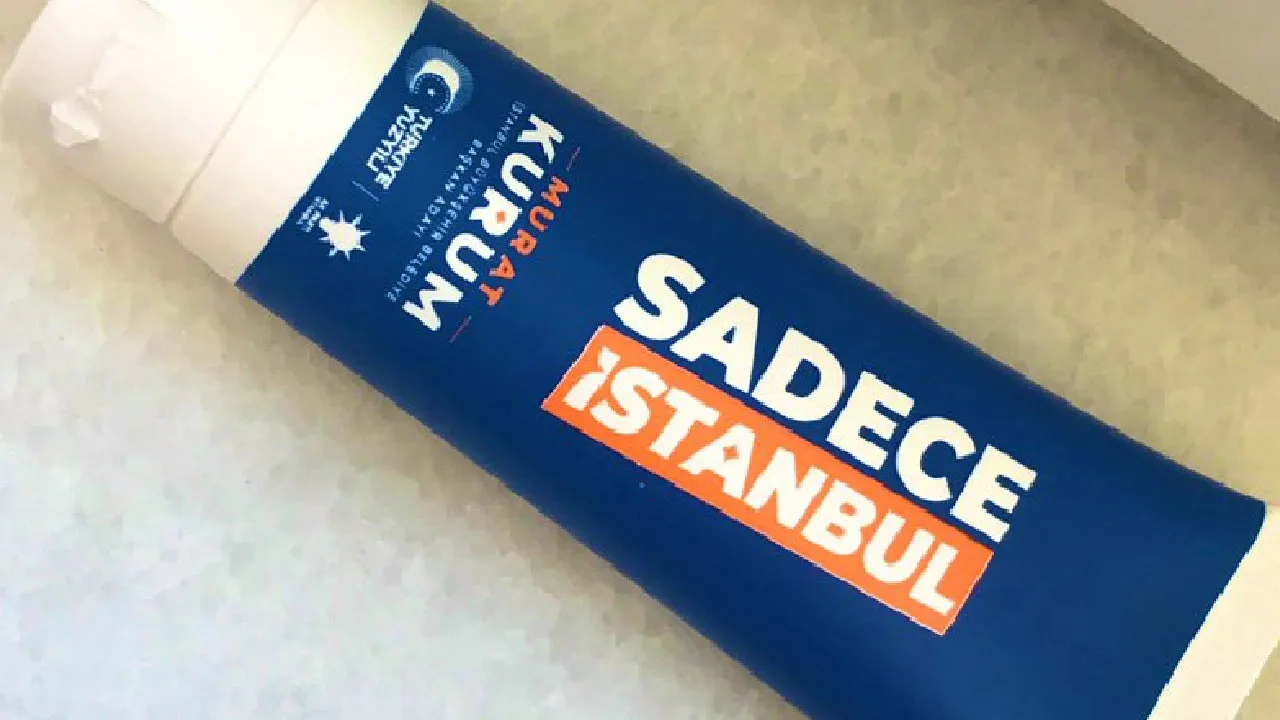 SADECE
İSTANBUL
MURAT
KURUM
İSTANBUL BÜYÜKŞEHİR BELEDİYE
BAŞKAN ADAYI
TÜRKİYE
YÜZYILI